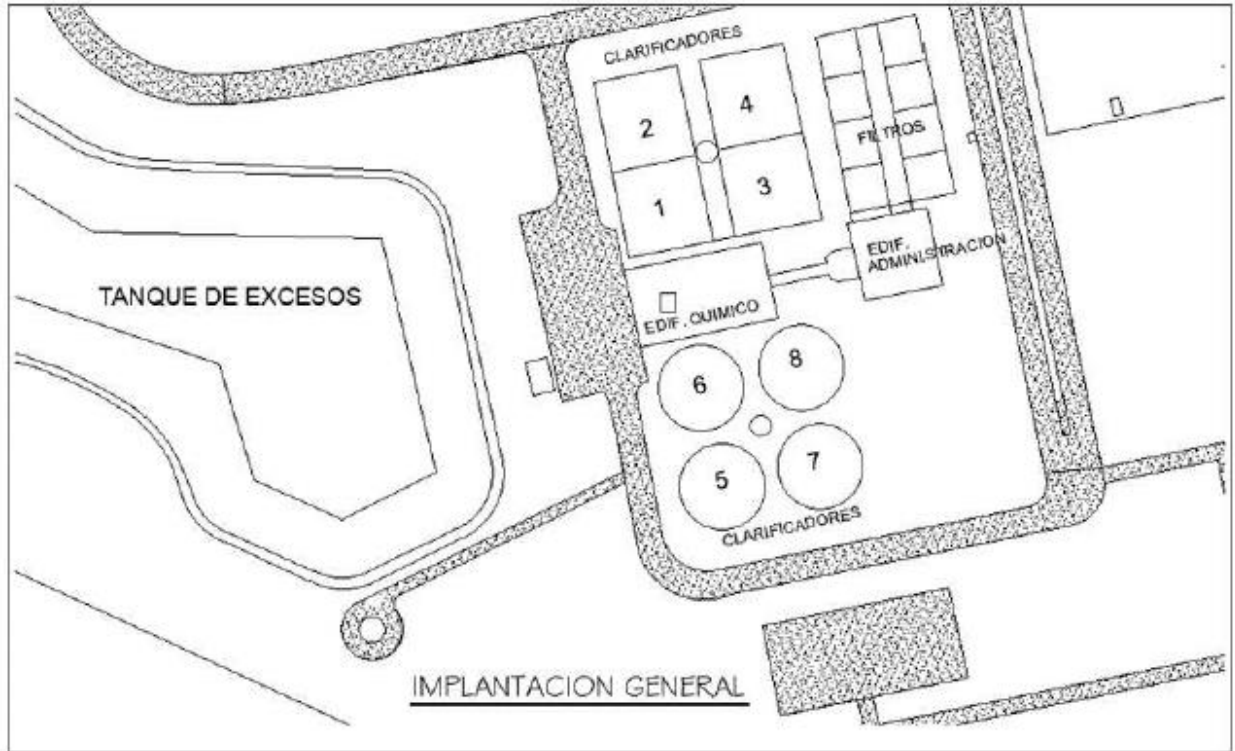 CLARIFICADORES
2
4
1
3
FILTROS
EDIF.
ADMINISTRACION
TANQUE DE EXCESOS
EDIF. QUIMICO
6
8
5
7
CLARIFICADORES
IMPLANTACION GENERAL